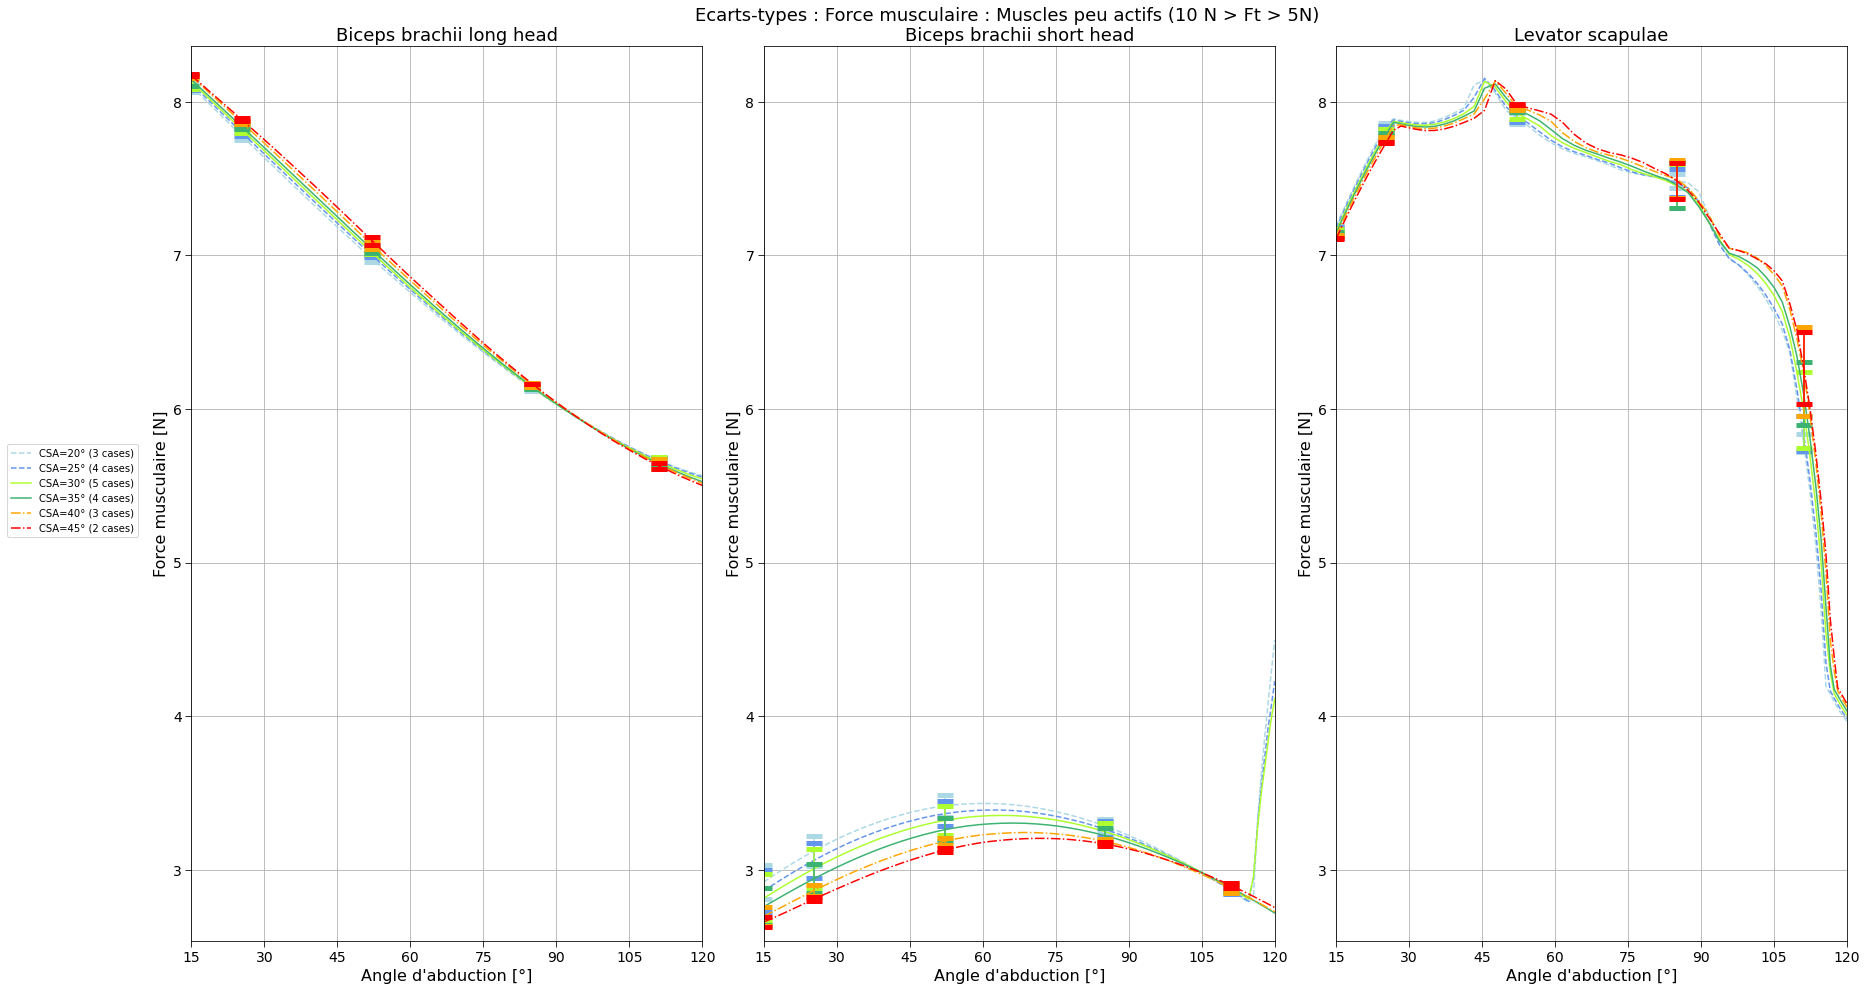 Ecarts-types : Force musculaire : Muscles peu actifs (10 N > Ft > 5N)
Biceps brachii long head
Biceps brachii short head
Levator scapulae
8
7
6
5
4
3
Force musculaire [N]
15 30 45 60 75 90 105 120
Angle d'abduction [°]
8
7
6
5
4
3
Force musculaire [N]
15 30 45 60 75 90 105 120
Angle d'abduction [°]
8
7
6
5
4
3
Force musculaire [N]
15 30 45 60 75 90 105 120
Angle d'abduction [°]
CSA=20° (3 cases)
CSA=25° (4 cases)
CSA=30° (5 cases)
CSA=35° (4 cases)
CSA=40° (3 cases)
CSA=45° (2 cases)